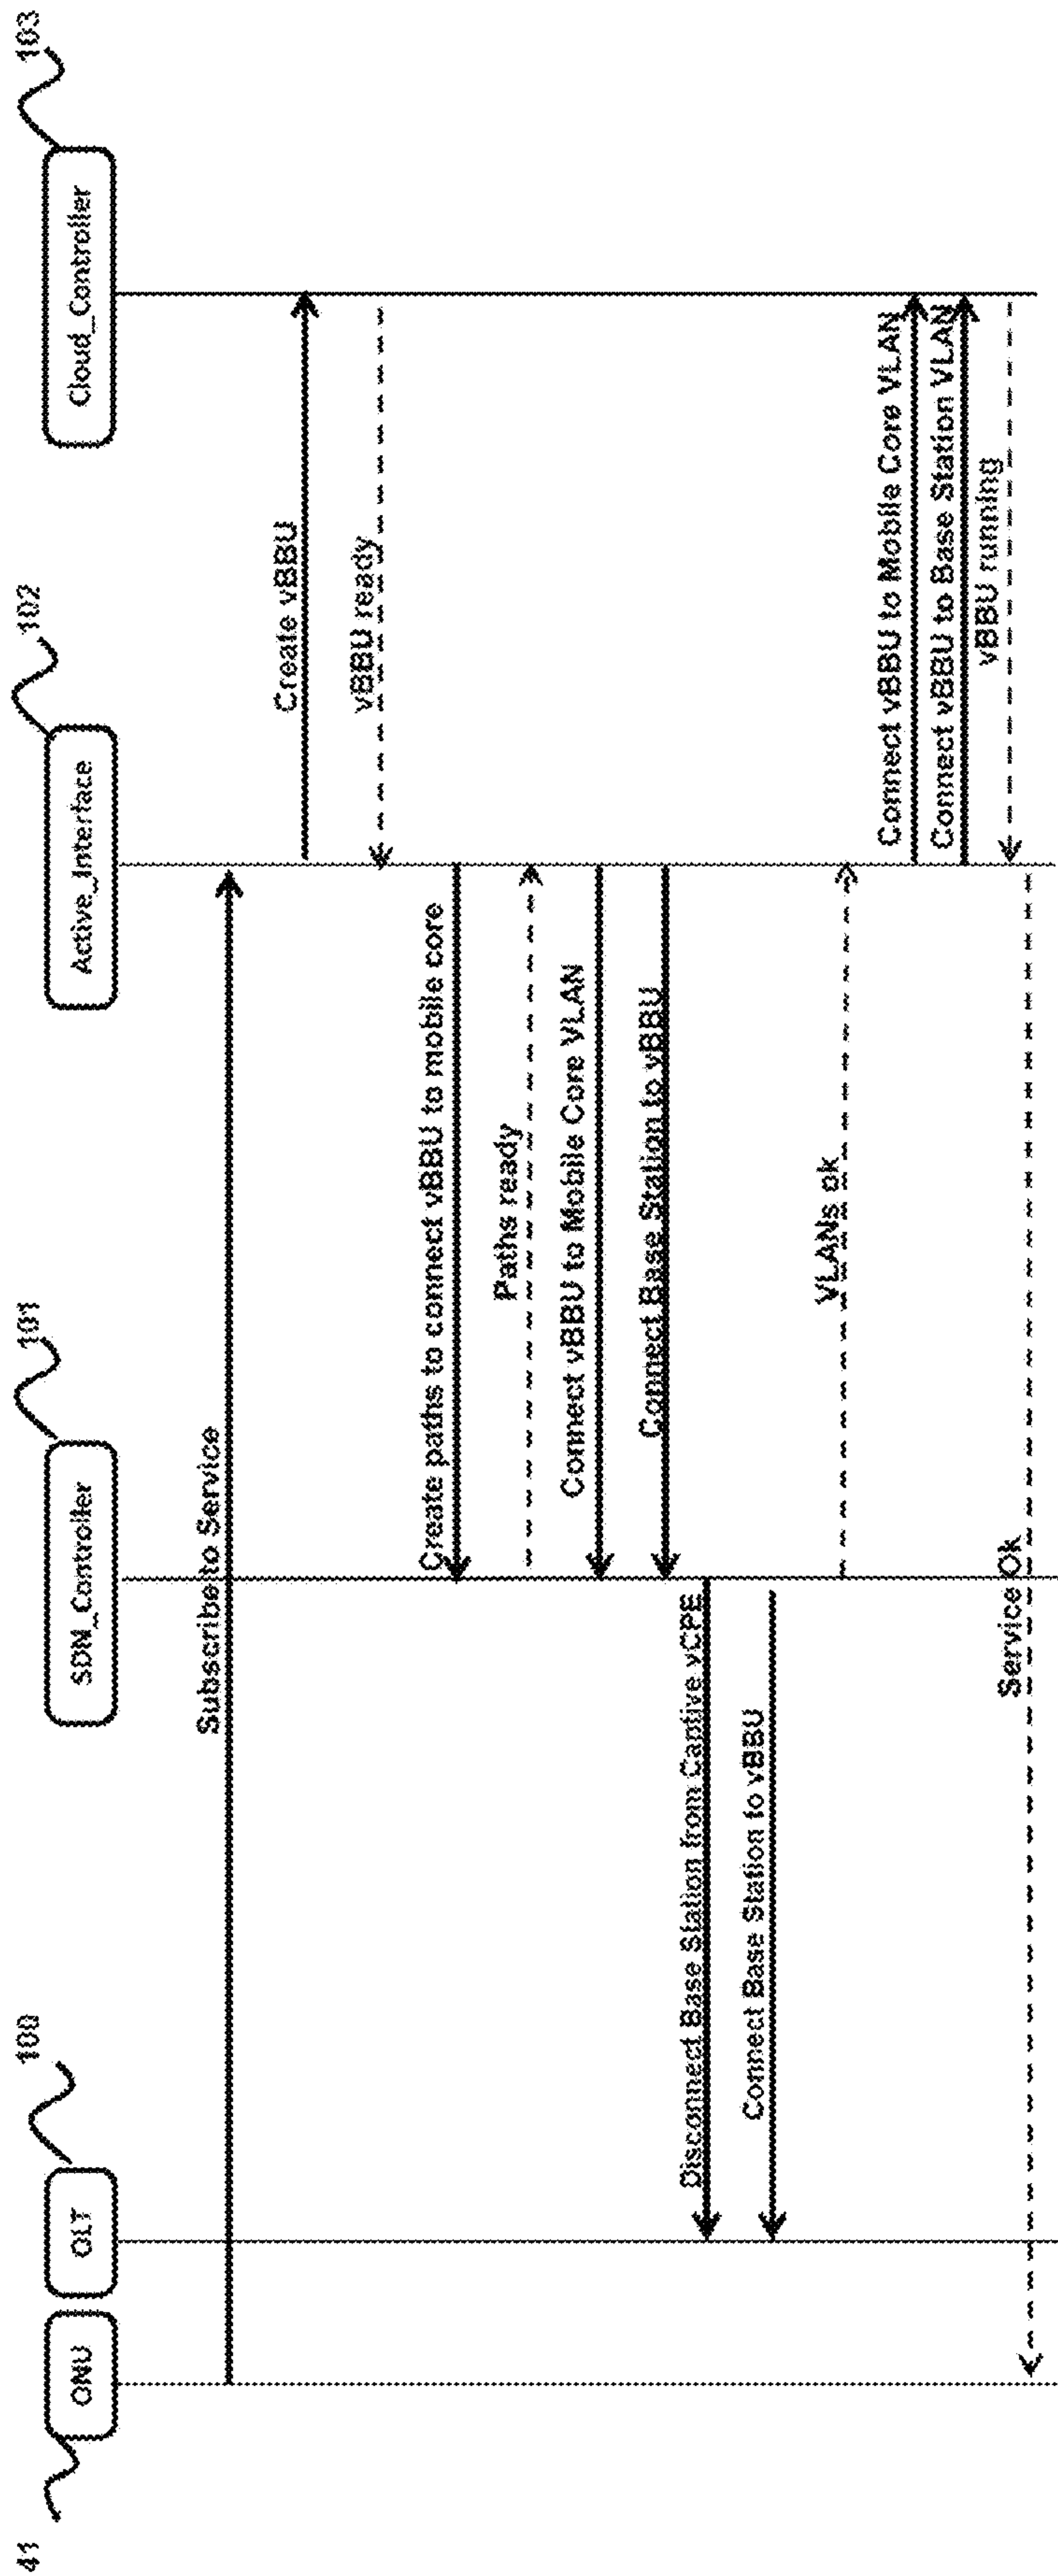 41
100
101
102
103
ONU
OLT
SDN_Controller
Active_Interface
Cloud_Controller
Subscribe to Service
Create vBBU
vBBU ready
Create paths to connect vBBU to mobile core
Paths ready
Connect vBBU to Mobile Core VLAN
Connect Base Station to vBBU
Disconnect Base Station from Captive vCPE
Connect Base Station to vBBU
VLANs ok
Connect vBBU to Mobile Core VLAN
Connect vBBU to Base Station VLAN
vBBU running
Service Ok